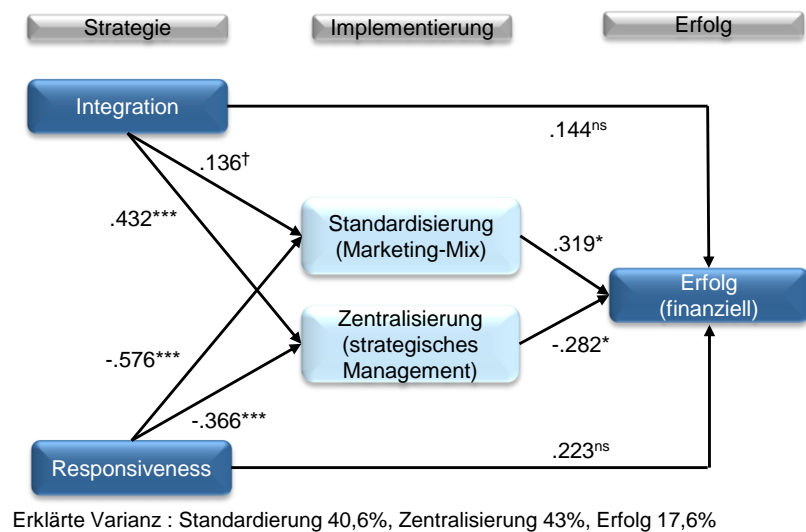 Strategie
Implementierung
Erfolg
Integration
.144ns
.136†
.432***
Standardisierung
(Marketing-Mix)
.319*
Erfolg
(finanziell)
Zentralisierung
(strategisches
Management)
-.282*
-.576***
-.366***
.223ns
Responsiveness
Erklärte Varianz : Standardierung 40,6%, Zentralisierung 43%, Erfolg 17,6%